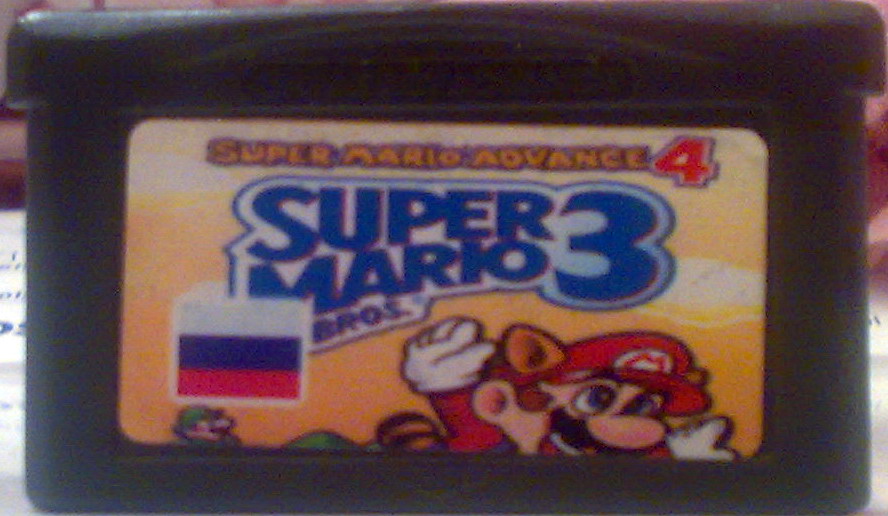 SUPER MARIO ADVANCE 4
SUPER
MARIO 3
BROS.
M